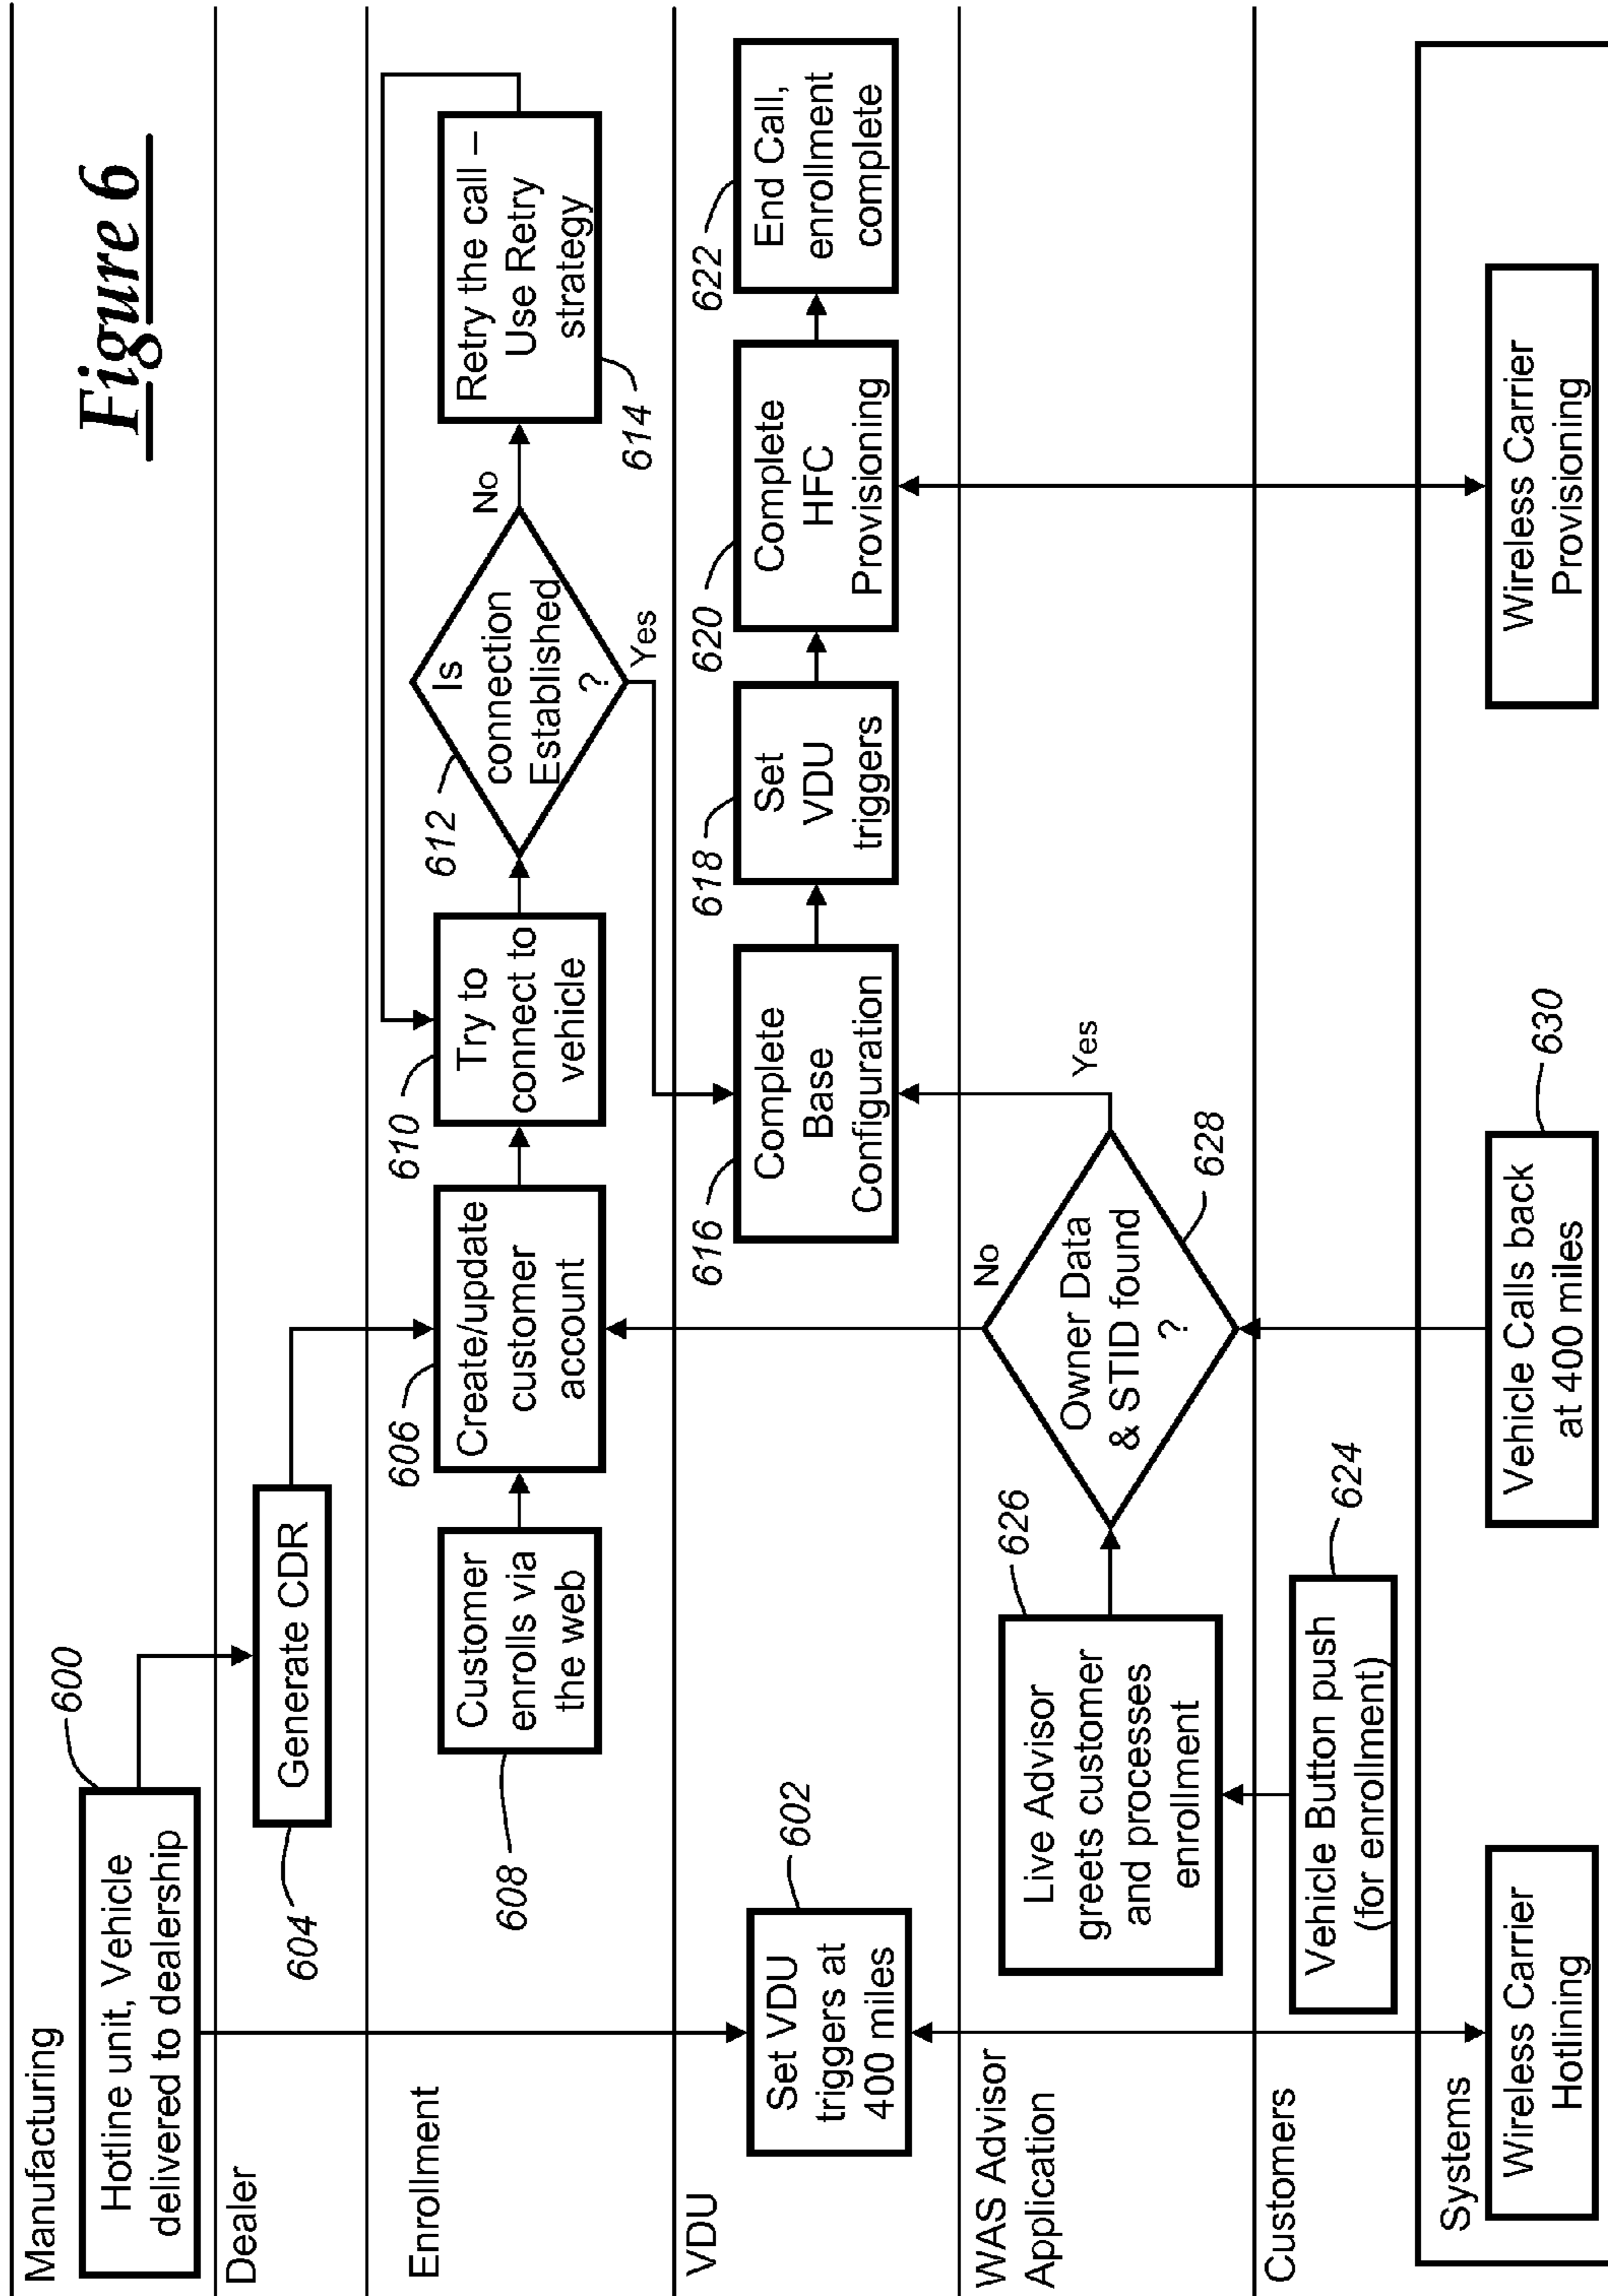 Figure 6
Manufacturing
Hotline unit, Vehicle
delivered to dealership
600
Dealer
604
Generate CDR
Enrollment
608
Customer
enrolls via
the web
606
Create/update
customer
account
610
Try to
connect to
vehicle
612
Is
connection
Established
?
No
Yes
Retry the call –
Use Retry
strategy
614
VDU
Set VDU
triggers at
400 miles
602
616
Complete
Base
Configuration
618
Set
VDU
triggers
620
Complete
HFC
Provisioning
622
End Call,
enrollment
complete
WAS Advisor
Application
Live Advisor
greets customer
and processes
enrollment
626
Owner Data
& STID found
?
No
Yes
628
Customers
Vehicle Button push
(for enrollment)
624
Systems
Wireless Carrier
Hotlining
Vehicle Calls back
at 400 miles
630
Wireless Carrier
Provisioning